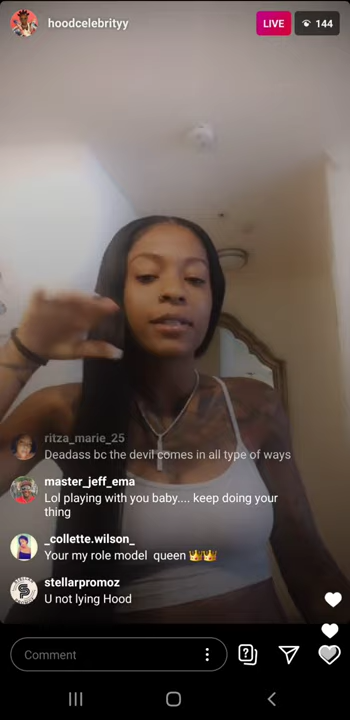 hoodcelebrityy
LIVE
144
ritza_marie_25
Deadass bc the devil comes in all type of ways
master_jeff_ema
Lol playing with you baby.... keep doing your
thing
_collette.wilson_
Your my role model queen 👑👑
stellarpromoz
U not lying Hood
Comment